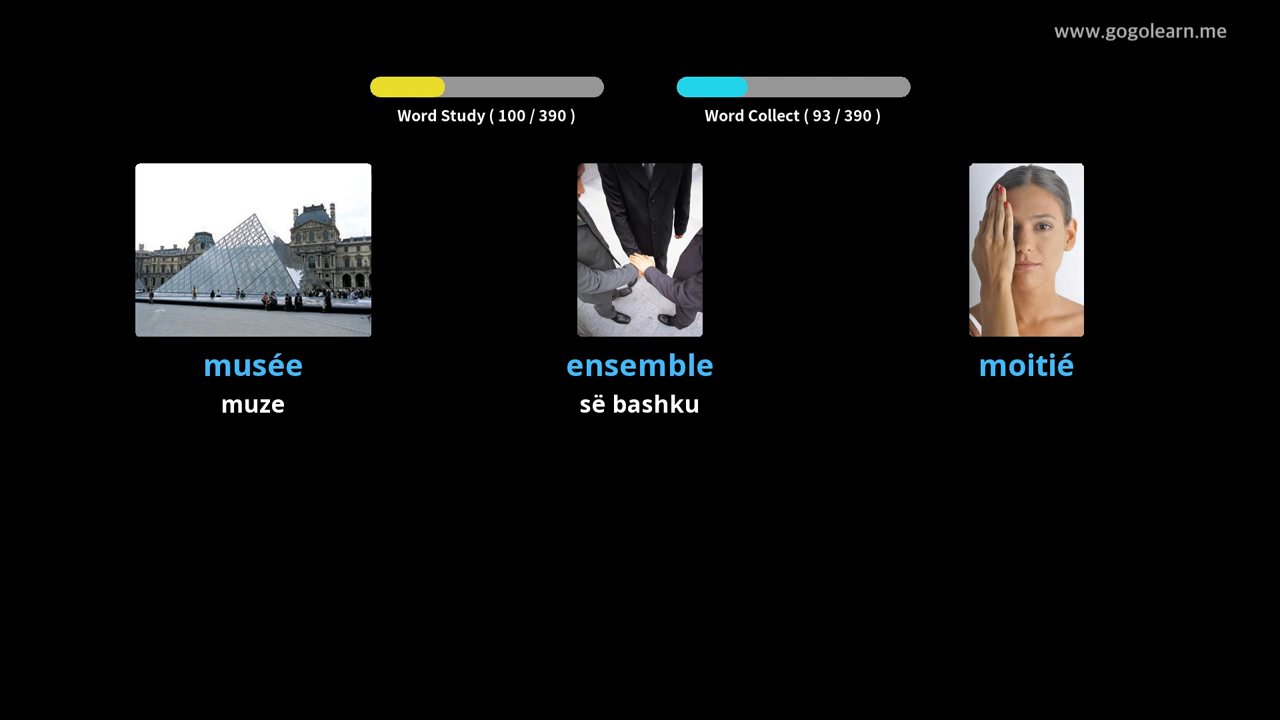 www.gogolearn.me
Word Study ( 100 / 390 )
Word Collect ( 93 / 390 )
musée
ensemble
moitié
muze
së bashku